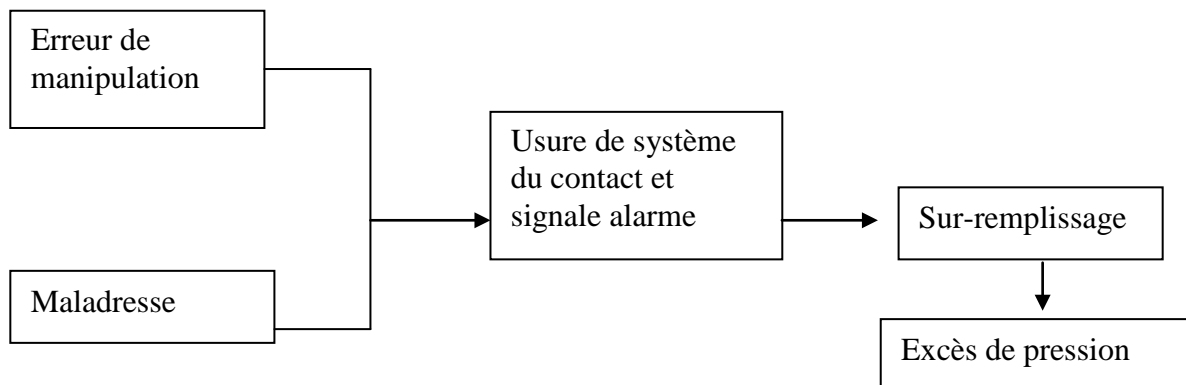 Erreur de
manipulation
Usure de système
du contact et
signale alarme
Sur-remplissage
Maladresse
Excès de pression